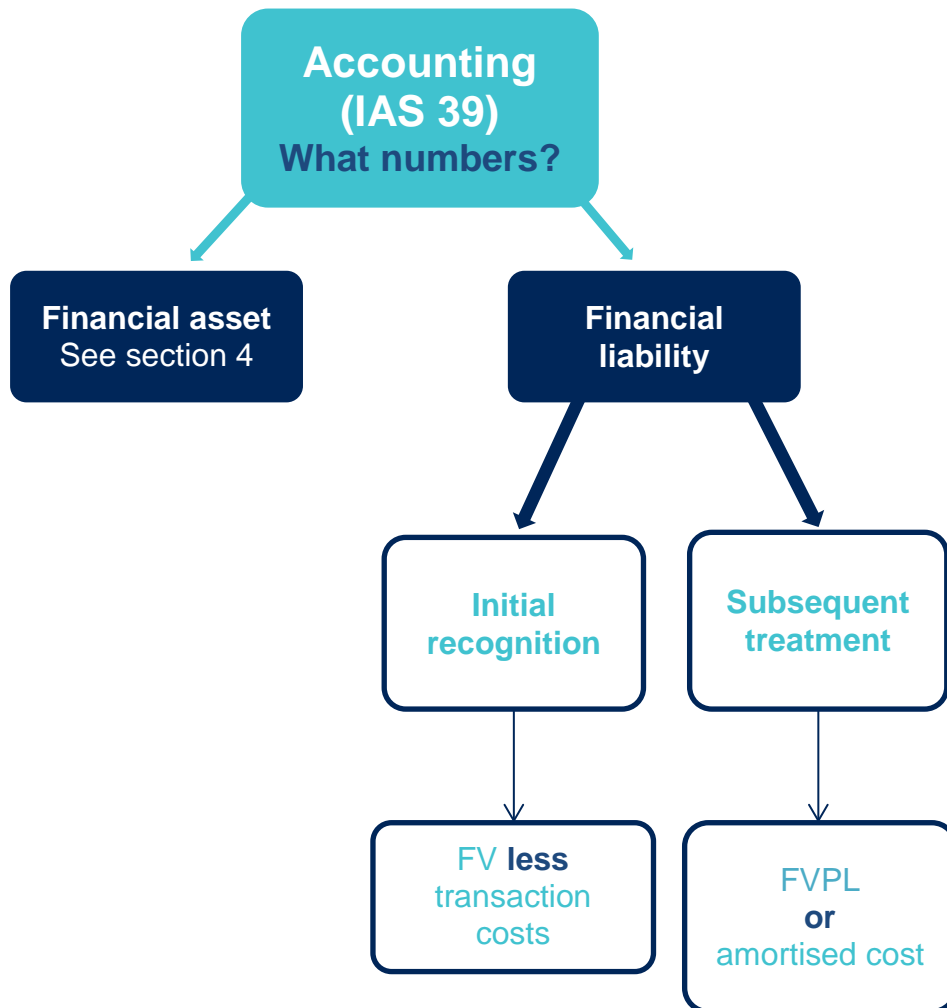 Accounting
(IAS 39)
What numbers?
Financial asset
See section 4
Financial
liability
Initial
recognition
Subsequent
treatment
FV less
transaction
costs
FVPL
or
amortised cost